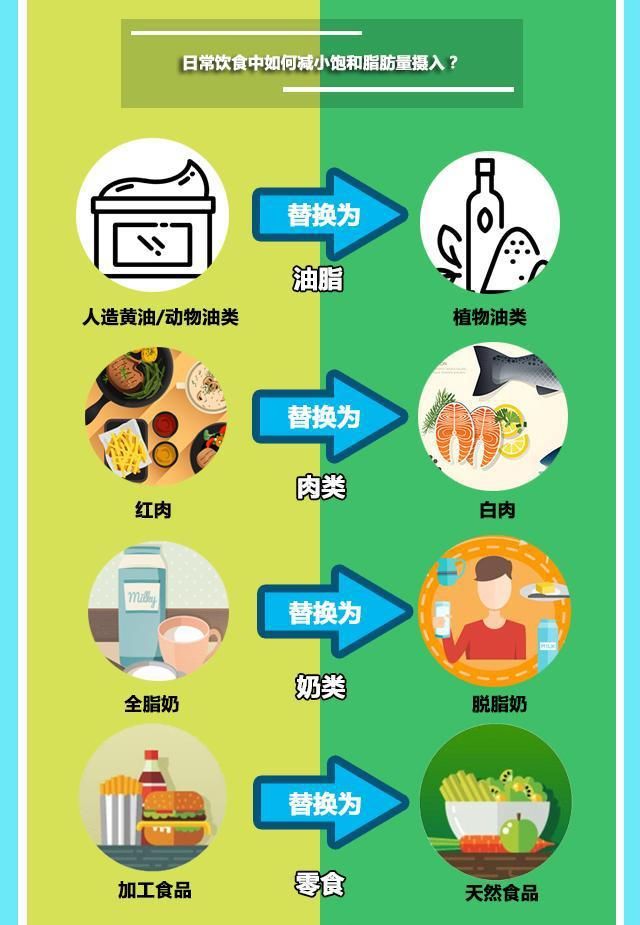 日常饮食中如何减小饱和脂肪量摄入？
替换为
油脂
人造黄油/动物油类
植物油类
替换为
肉类
红肉
白肉
Milky
替换为
MILK
奶类
全脂奶
脱脂奶
替换为
零食
加工食品
天然食品